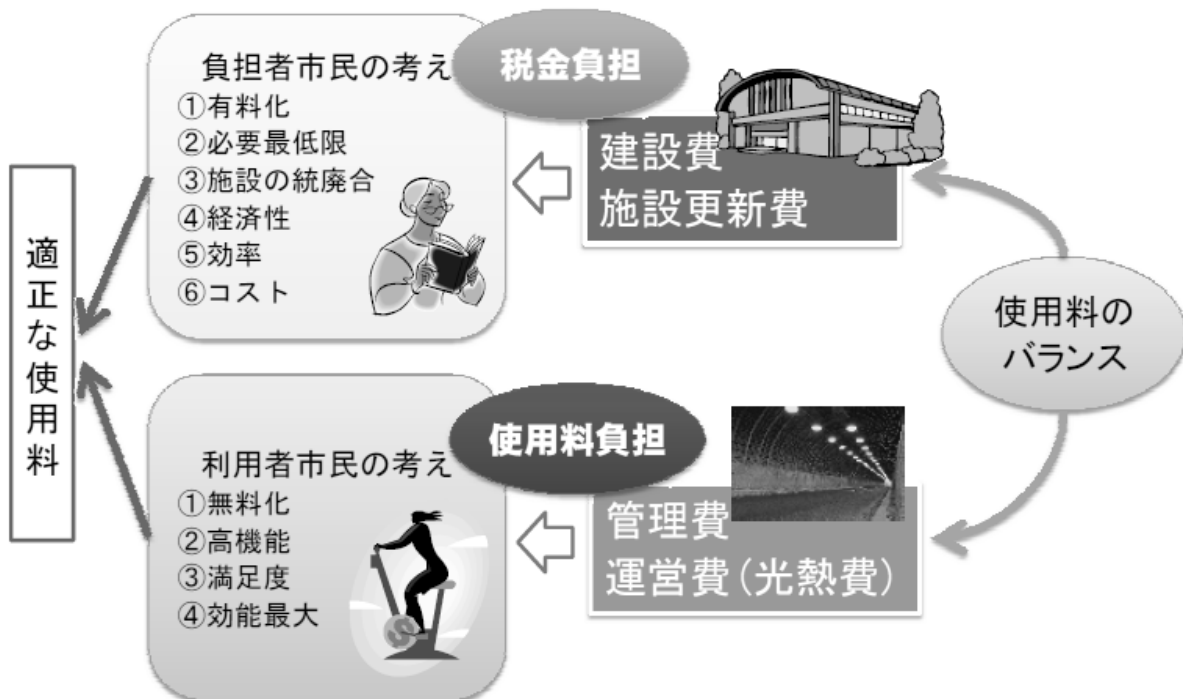 適正な使用料
負担者市民の考え
①有料化
②必要最低限
③施設の統廃合
④経済性
⑤効率
⑥コスト
税金負担
建設費
施設更新費
利用者市民の考え
①無料化
②高機能
③満足度
④効能最大
使用料負担
管理費
運営費(光熱費)
使用料の
バランス